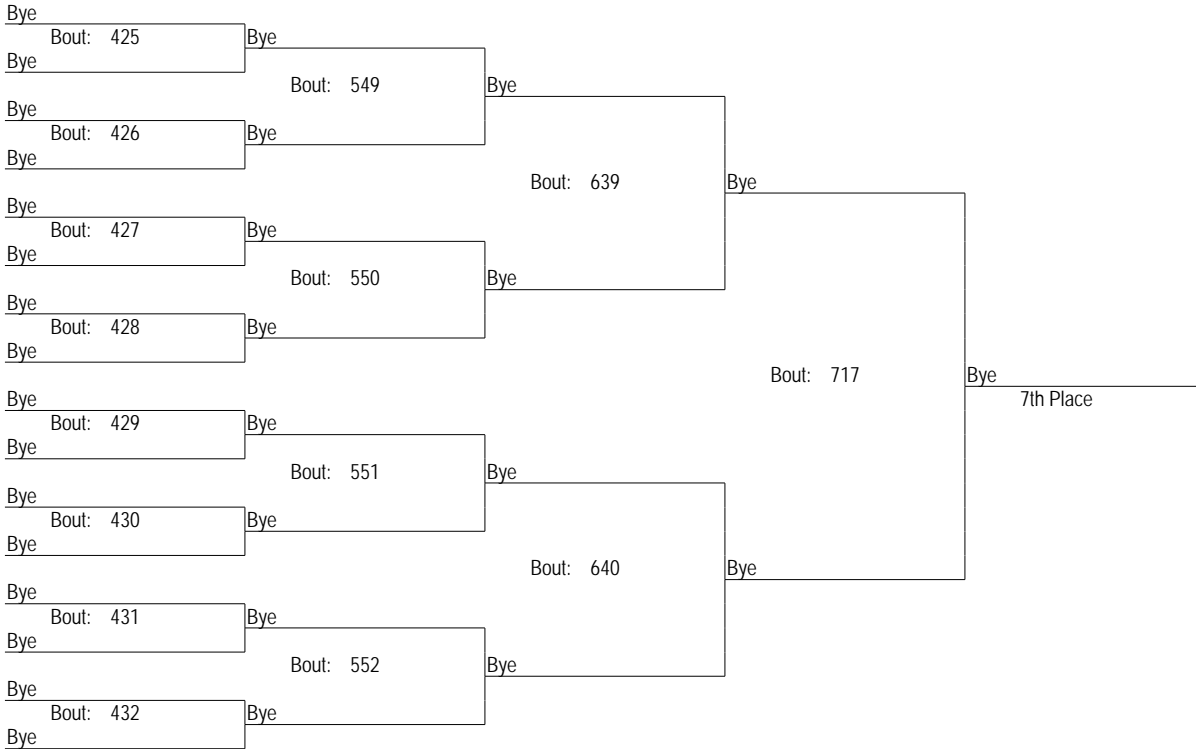 Bye
Bout: 425 Bye
Bye
Bout: 549 Bye
Bye
Bout: 426 Bye
Bye
Bout: 639 Bye
Bye
Bout: 427 Bye
Bye
Bout: 550 Bye
Bye
Bout: 428 Bye
Bye
Bout: 717 Bye
7th Place
Bye
Bout: 429 Bye
Bye
Bout: 551 Bye
Bye
Bout: 430 Bye
Bye
Bout: 640 Bye
Bye
Bout: 431 Bye
Bye
Bout: 552 Bye
Bye
Bout: 432 Bye
Bye